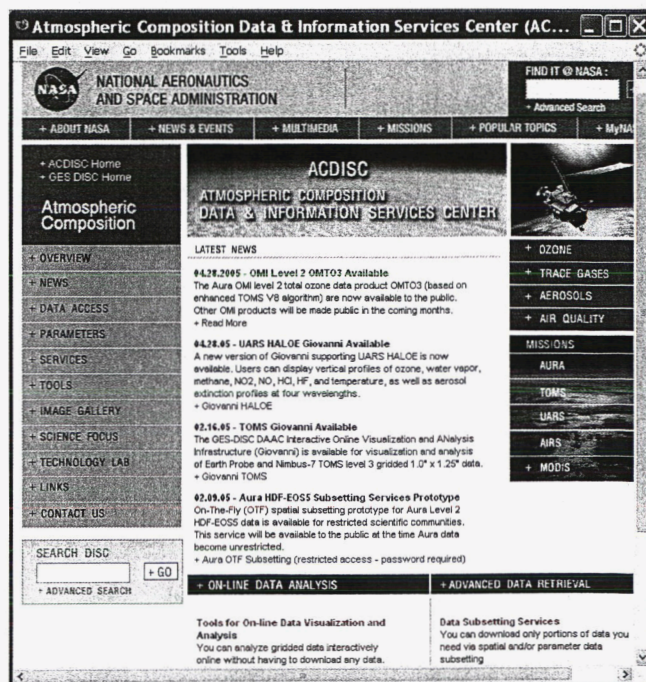 Atmospheric Composition Data & Information Services Center (AC...
File Edit View Go Bookmarks Tools Help
NASA
NATIONAL AERONAUTICS
AND SPACE ADMINISTRATION
FIND IT @ NASA :
+ Advanced Search
+ ABOUT NASA
+ NEWS & EVENTS
+ MULTIMEDIA
+ MISSIONS
+ POPULAR TOPICS
+ MyNAS
+ ACDISC Home
+ GES DISC Home
Atmospheric
Composition
+ OVERVIEW
+ NEWS
+ DATA ACCESS
+ PARAMETERS
+ SERVICES
+ TOOLS
+ IMAGE GALLERY
+ SCIENCE FOCUS
+ TECHNOLOGY LAB
+ LINKS
+ CONTACT US
SEARCH DISC
+ GO
+ ADVANCED SEARCH
ACDISC
ATMOSPHERIC COMPOSITION
DATA & INFORMATION SERVICES CENTER
LATEST NEWS
04.28.2005 - OMI Level 2 OMTO3 Available
The Aura OMI level 2 total ozone data product OMTO3 (based on
enhanced TOMS V8 algorithm) are now available to the public.
Other OMI products will be made public in the coming months.
+ Read More
04.28.05 - UARS HALOE Giovanni Available
A new version of Giovanni supporting UARS HALOE is now
available. Users can display vertical profiles of ozone, water vapor,
methane, NO2, NO, HCl, HF, and temperature, as well as aerosol
extinction profiles at four wavelengths.
+ Giovanni HALOE
02.16.05 - TOMS Giovanni Available
The GES-DISC DAAC Interactive Online Visualization and ANalysis
Infrastructure (Giovanni) is available for visualization and analysis
of Earth Probe and Nimbus-7 TOMS level 3 gridded 1.0° x 1.25° data.
+ Giovanni TOMS
02.09.05 - Aura HDF-EOS5 Subsetting Services Prototype
On-The-Fly (OTF) spatial subsetting prototype for Aura Level 2
HDF-EOS5 data is available for restricted scientific communities.
This service will be available to the public at the time Aura data
become unrestricted.
+ Aura OTF Subsetting (restricted access - password required)
+ OZONE
+ TRACE GASES
+ AEROSOLS
+ AIR QUALITY
MISSIONS
AURA
TOMS
UARS
AIRS
+ MODIS
+ ON-LINE DATA ANALYSIS
Tools for On-line Data Visualization and
Analysis
You can analyze gridded data interactively
online without having to download any data.
+ ADVANCED DATA RETRIEVAL
Data Subsetting Services
You can download only portions of data you
need via spatial and/or parameter data
subsetting